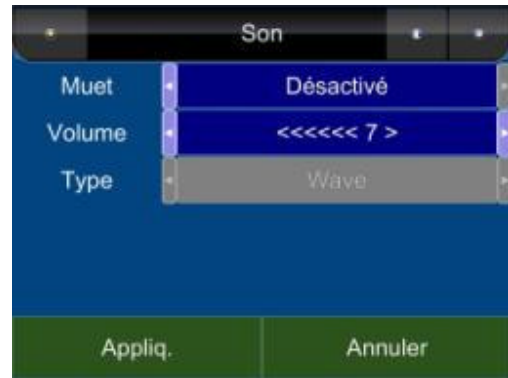 Son
Muet Désactivé
Volume <<<<<< 7 >
Type Wave
Appliq. Annuler